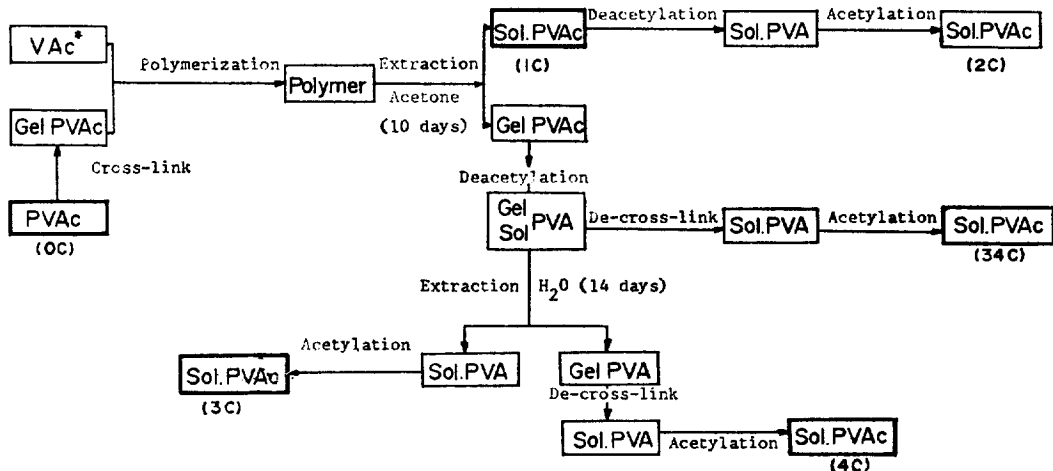 VAc*
Polymerization
Gel PVAc
Cross-link
PVAc
(0C)
Polymer
Extraction
Acetone
(10 days)
Sol.PVAc
(1C)
Deacetylation
Sol.PVA
Acetylation
Sol.PVAc
(2C)
Gel PVAc
Deacetylation
Gel
Sol PVA
De-cross-link
Sol.PVA
Acetylation
Sol.PVAc
(34C)
Extraction H2O (14 days)
Sol.PVA
Acetylation
Sol.PVAc
(3C)
Gel PVA
De-cross-link
Sol.PVA
Acetylation
Sol.PVAc
(4C)